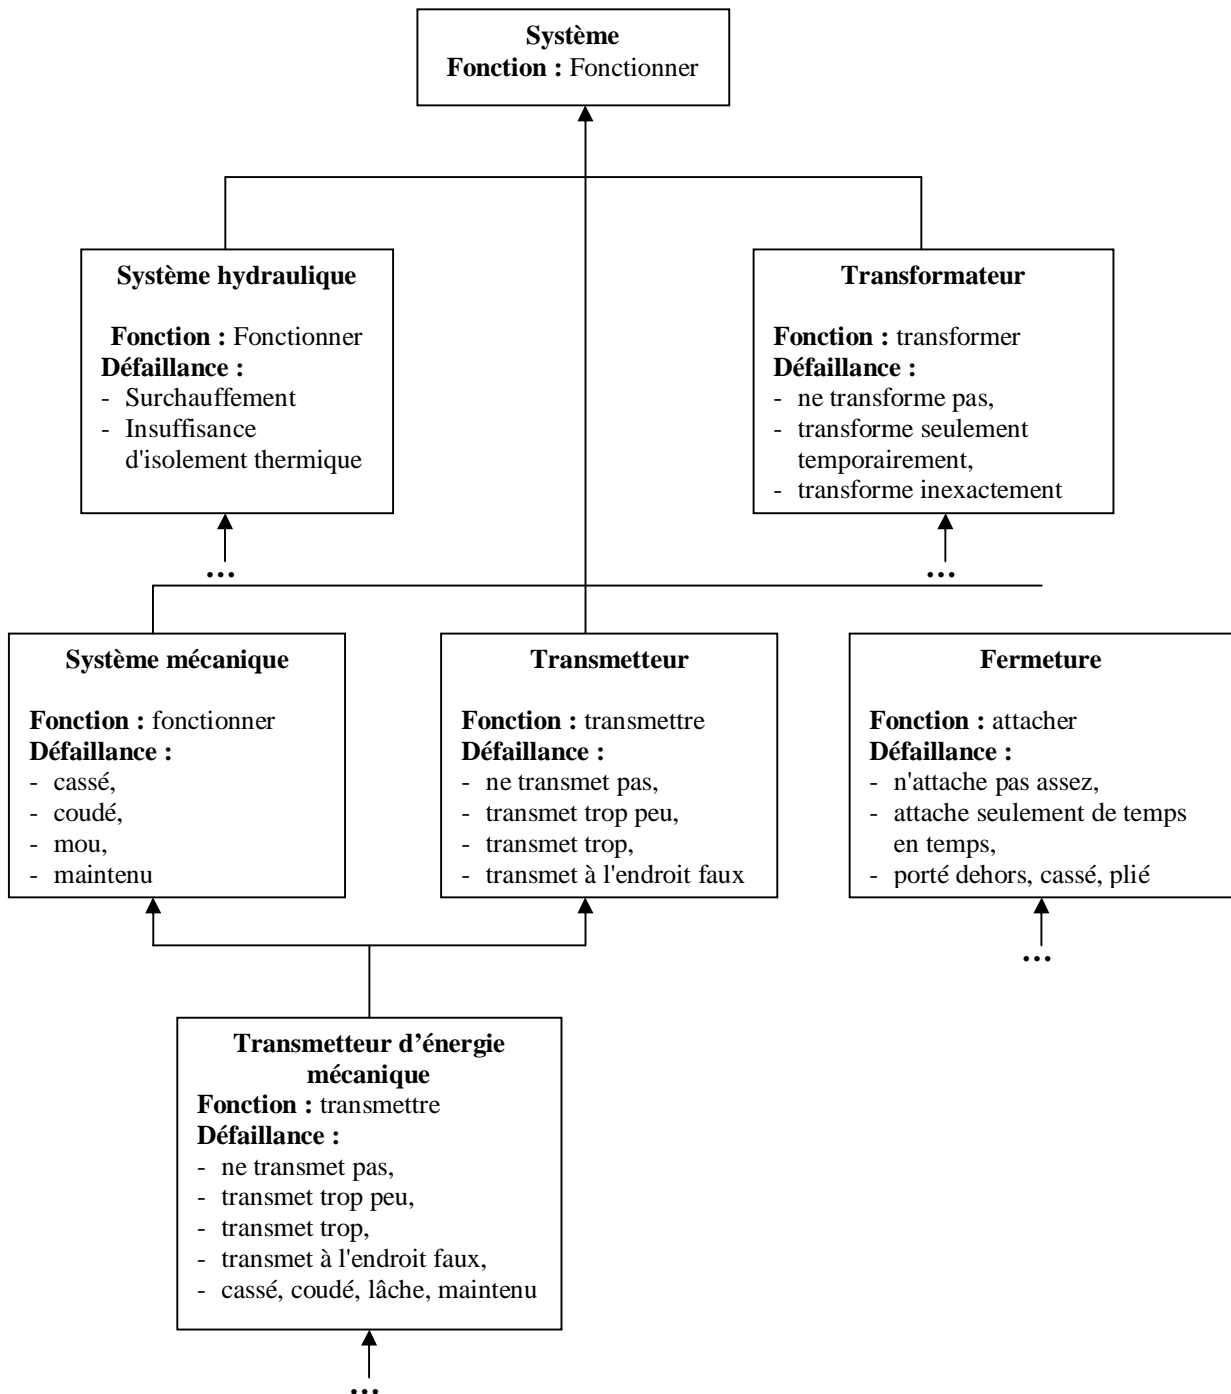 Système
Fonction : Fonctionner
Système hydraulique
Fonction : Fonctionner
Défaillance :
- Surchauffement
- Insuffisance
d'isolement thermique
...
Transformateur
Fonction : transformer
Défaillance :
- ne transforme pas,
- transforme seulement
temporairement,
- transforme inexactement
...
Système mécanique
Fonction : fonctionner
Défaillance :
- cassé,
- coudé,
- mou,
- maintenu
Transmetteur
Fonction : transmettre
Défaillance :
- ne transmet pas,
- transmet trop peu,
- transmet trop,
- transmet à l'endroit faux
Fermeture
Fonction : attacher
Défaillance :
- n'attache pas assez,
- attache seulement de temps
en temps,
- porté dehors, cassé, plié
...
Transmetteur d’énergie
mécanique
Fonction : transmettre
Défaillance :
- ne transmet pas,
- transmet trop peu,
- transmet trop,
- transmet à l'endroit faux,
- cassé, coudé, lâche, maintenu
...